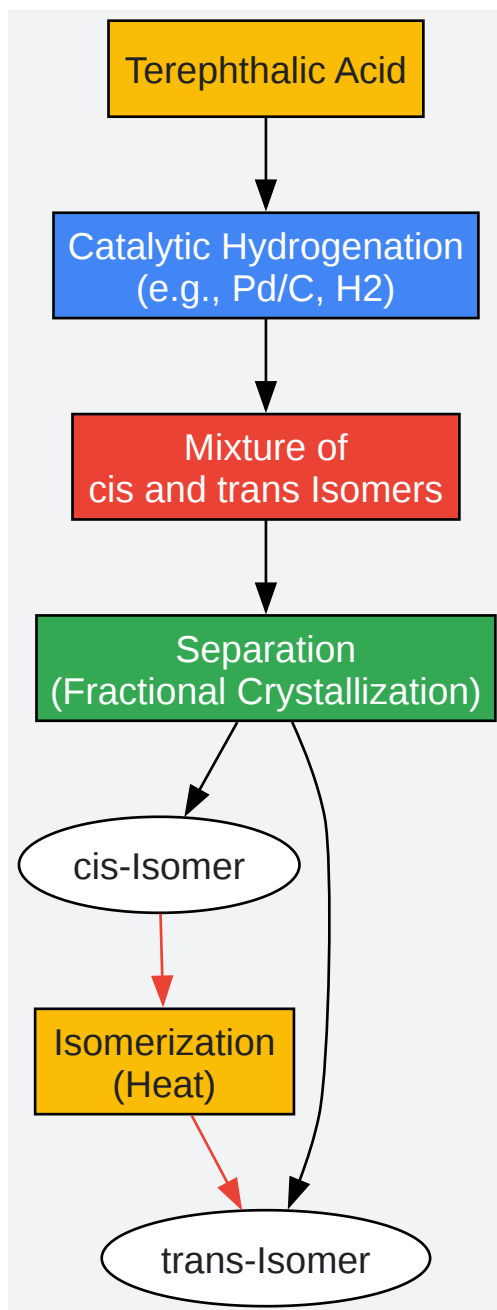 Terephthalic Acid
Catalytic Hydrogenation
(e.g., Pd/C, H2)
Mixture of
cis and trans Isomers
Separation
(Fractional Crystallization)
cis-Isomer
Isomerization
(Heat)
trans-Isomer